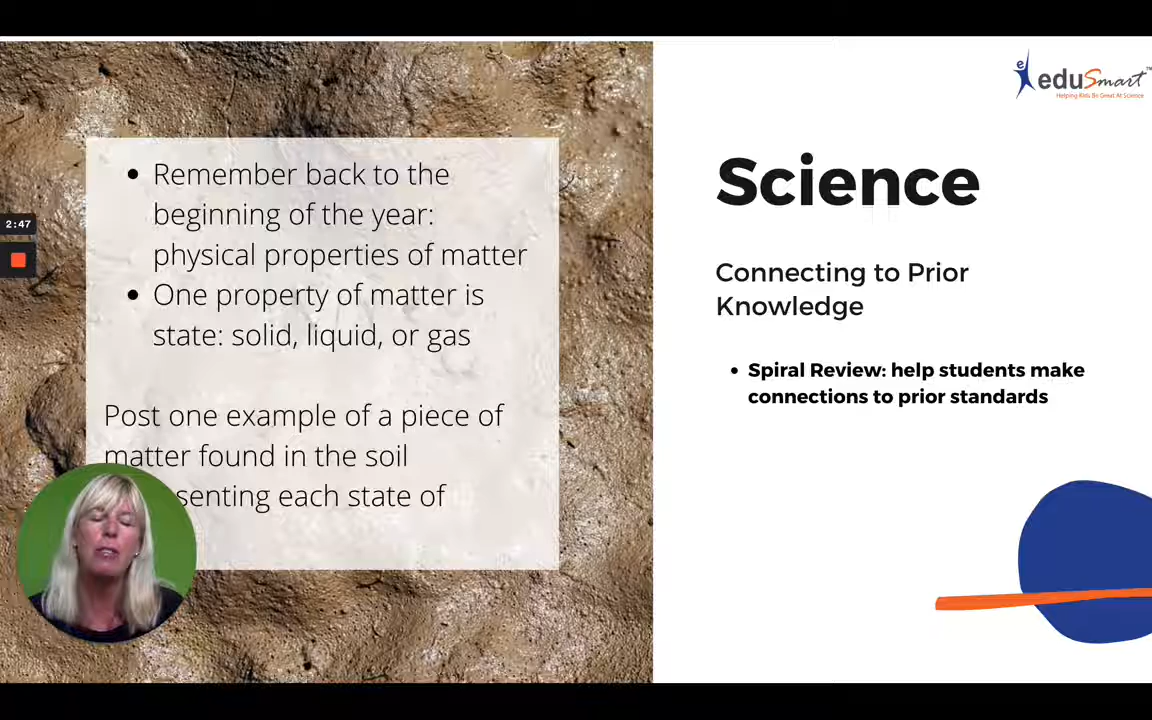 Remember back to the
beginning of the year:
physical properties of matter
One property of matter is
state: solid, liquid, or gas
Post one example of a piece of
matter found in the soil
each state of
2:47
eduSmart™
Helping Kids Be Great At Science
Science
Connecting to Prior
Knowledge
Spiral Review: help students make
connections to prior standards